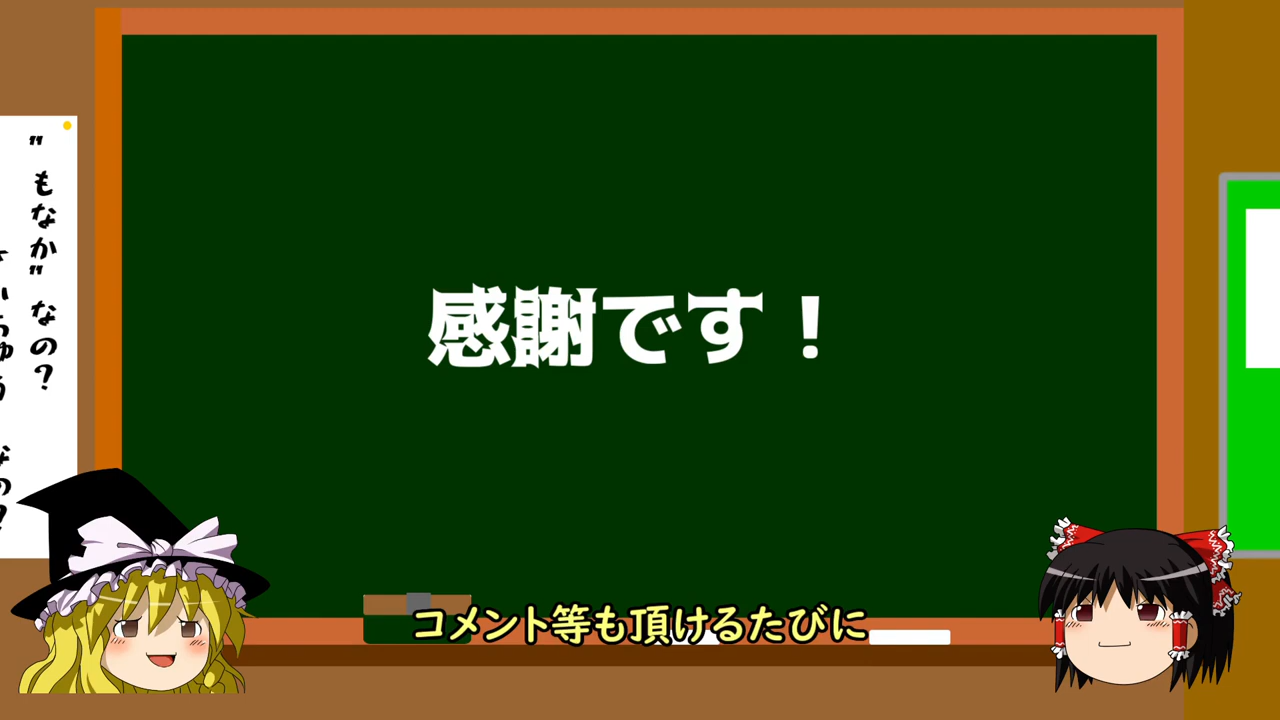 感謝です！
コメント等も頂けるたびに
"もなか"なの？